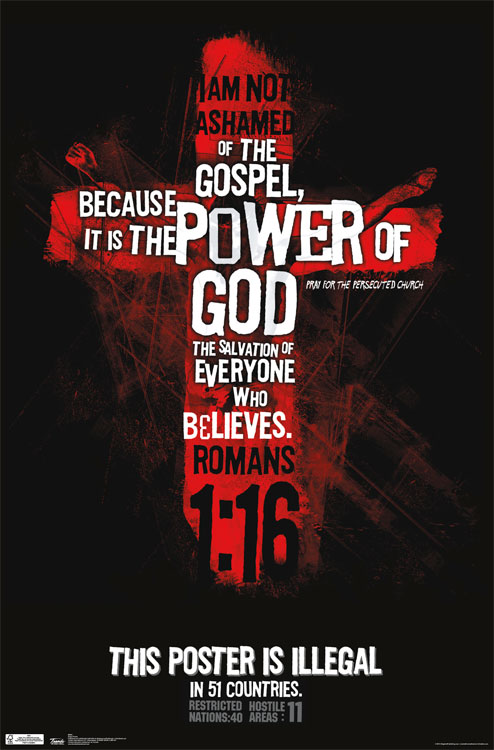 I AM NOT
ASHAMED
OF THE
GOSPEL,
BECAUSE
IT IS THE POWER OF
GOD
PRAY FOR THE PERSECUTED CHURCH
THE SALVATION OF
EVERYONE
WHO
BELIEVES.
ROMANS
1:16
THIS POSTER IS ILLEGAL
IN 51 COUNTRIES.
RESTRICTED NATIONS:40 HOSTILE AREAS : 11